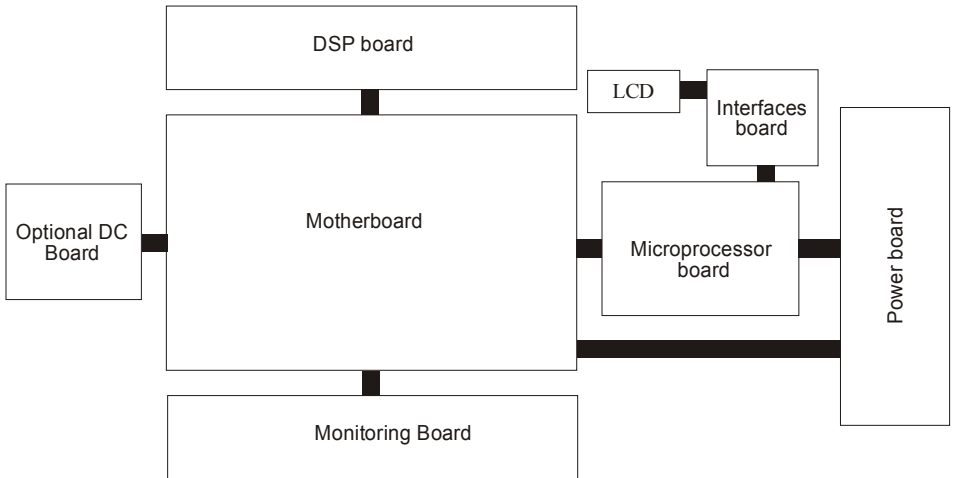 DSP board
LCD
Interfaces
board
Motherboard
Optional DC
Board
Microprocessor
board
Power board
Monitoring Board